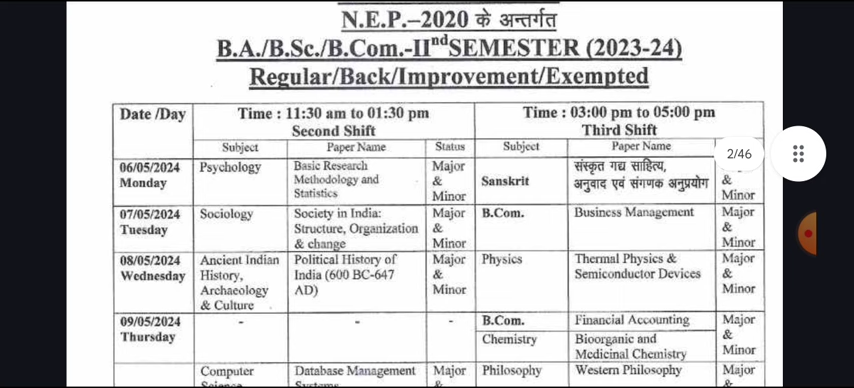 N.E.P.–2020 के अन्तर्गत
B.A./B.Sc./B.Com.-IInd SEMESTER (2023-24)
Regular/Back/Improvement/Exempted
Date /Day Time : 11:30 am to 01:30 pm Time : 03:00 pm to 05:00 pm
Second Shift Third Shift
Subject Paper Name Status Subject Paper Name
2/46
06/05/2024 Psychology Basic Research Major संस्कृत गद्य साहित्य,
Monday Methodology and & Sanskrit अनुवाद एवं संगणक अनुप्रयोग &
Statistics Minor Minor
07/05/2024 Sociology Society in India: Major B.Com. Business Management Major
Tuesday Structure, Organization & &
& change Minor Minor
08/05/2024 Ancient Indian Political History of Major Physics Thermal Physics & Major
Wednesday History, India (600 BC-647 & Semiconductor Devices &
Archaeology AD) Minor Minor
& Culture
09/05/2024 - - - B.Com. Financial Accounting Major
Thursday Chemistry Bioorganic and &
Medicinal Chemistry Minor
Computer Database Management Major Philosophy Western Philosophy Major